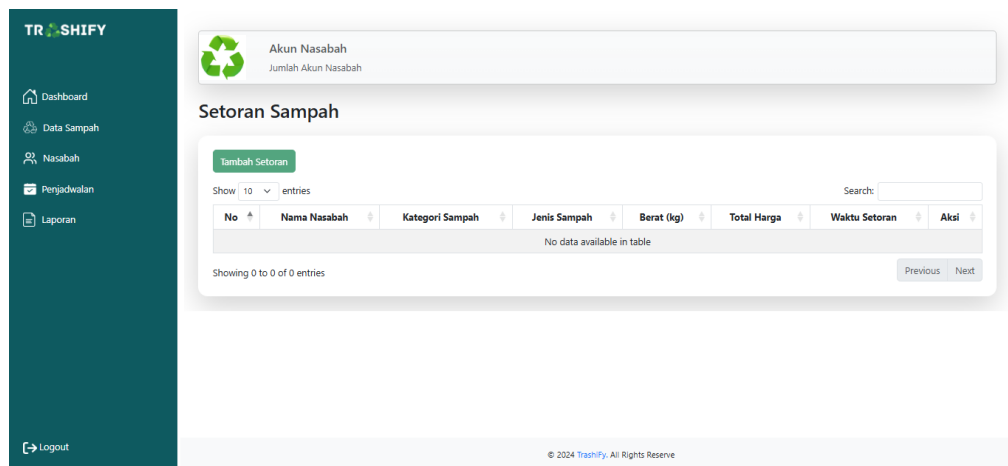 TRASHIFY
Dashboard
Data Sampah
Nasabah
Penjadwalan
Laporan
Logout
Akun Nasabah
Jumlah Akun Nasabah
Setoran Sampah
Tambah Setoran
Show 10 entries Search:
No Nama Nasabah Kategori Sampah Jenis Sampah Berat (kg) Total Harga Waktu Setoran Aksi
No data available in table
Showing 0 to 0 of 0 entries Previous Next
© 2024 TrashiFy. All Rights Reserve